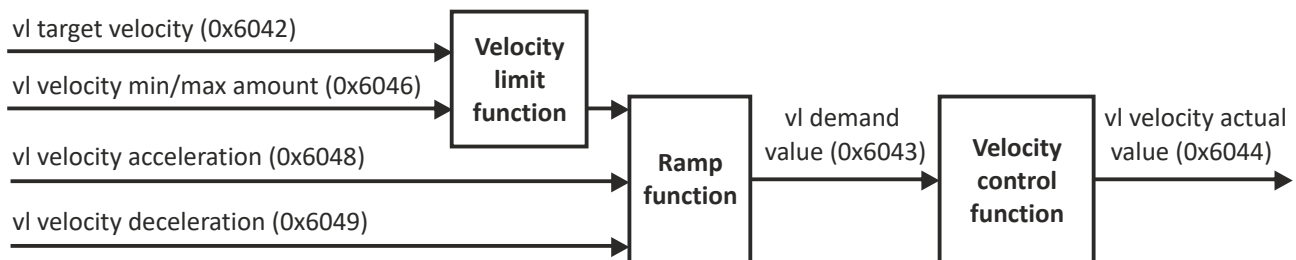 vl target velocity (0x6042)
vl velocity min/max amount (0x6046)
Velocity
limit
function
vl velocity acceleration (0x6048)
vl velocity deceleration (0x6049)
Ramp
function
vl demand
value (0x6043)
Velocity
control
function
vl velocity actual
value (0x6044)